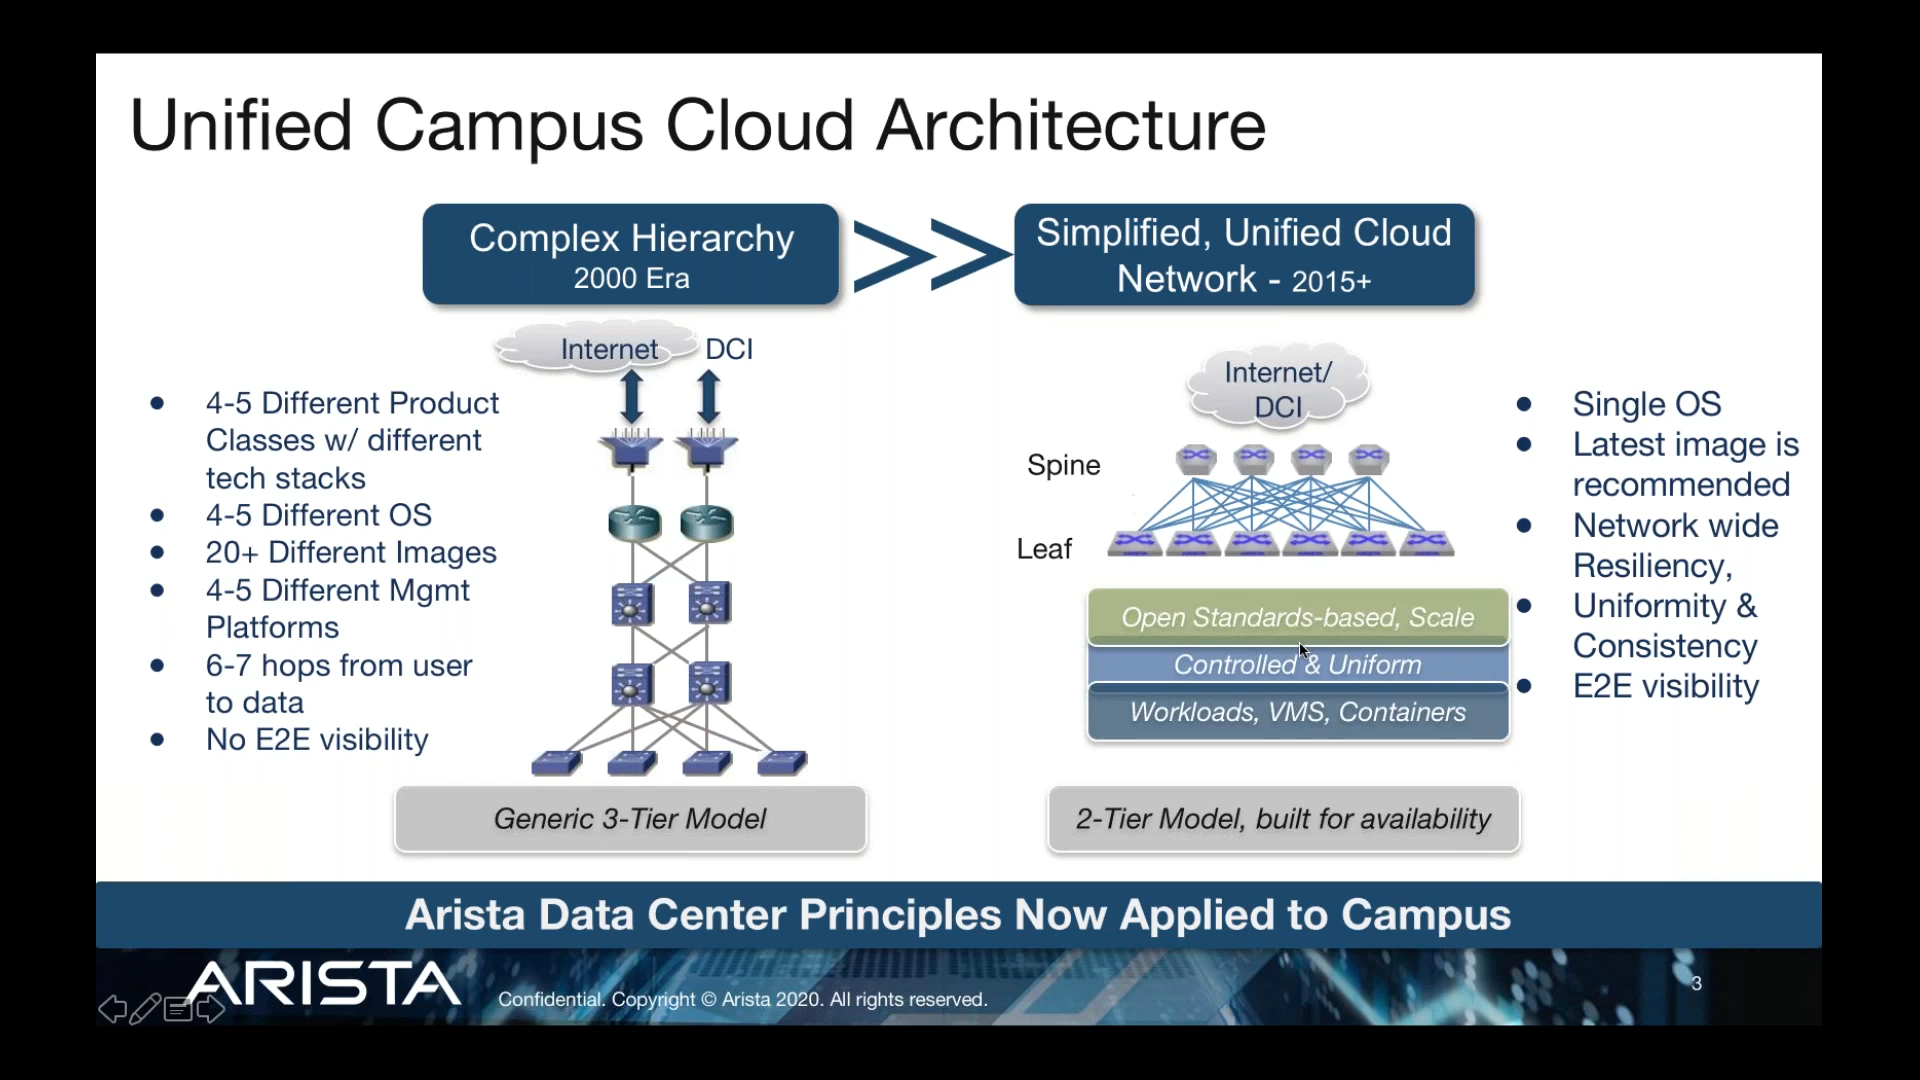 Unified Campus Cloud Architecture
Complex Hierarchy
2000 Era
Simplified, Unified Cloud
Network - 2015+
Internet
DCI
4-5 Different Product
Classes w/ different
tech stacks
4-5 Different OS
20+ Different Images
4-5 Different Mgmt
Platforms
6-7 hops from user
to data
No E2E visibility
Generic 3-Tier Model
Internet/
DCI
Spine
Leaf
Open Standards-based, Scale
Controlled & Uniform
Workloads, VMS, Containers
2-Tier Model, built for availability
Single OS
Latest image is
recommended
Network wide
Resiliency,
Uniformity &
Consistency
E2E visibility
Arista Data Center Principles Now Applied to Campus
ARISTA
Confidential. Copyright © Arista 2020. All rights reserved.
3